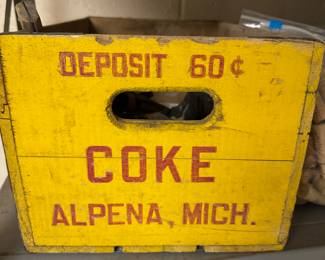 DEPOSIT 60¢
COKE
ALPENA, MICH.